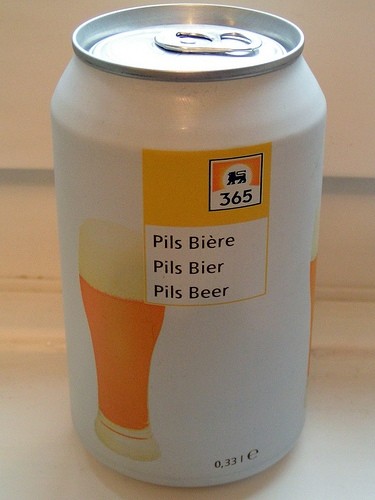 365
Pils Bière
Pils Bier
Pils Beer
0,33 l ℮